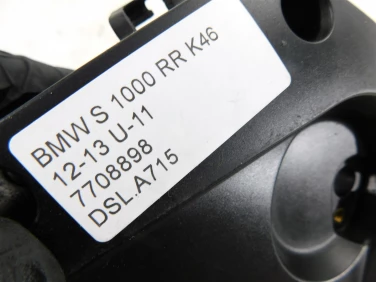 BMW S 1000 RR K46
12-13 U-11
7708898
DSL.A715